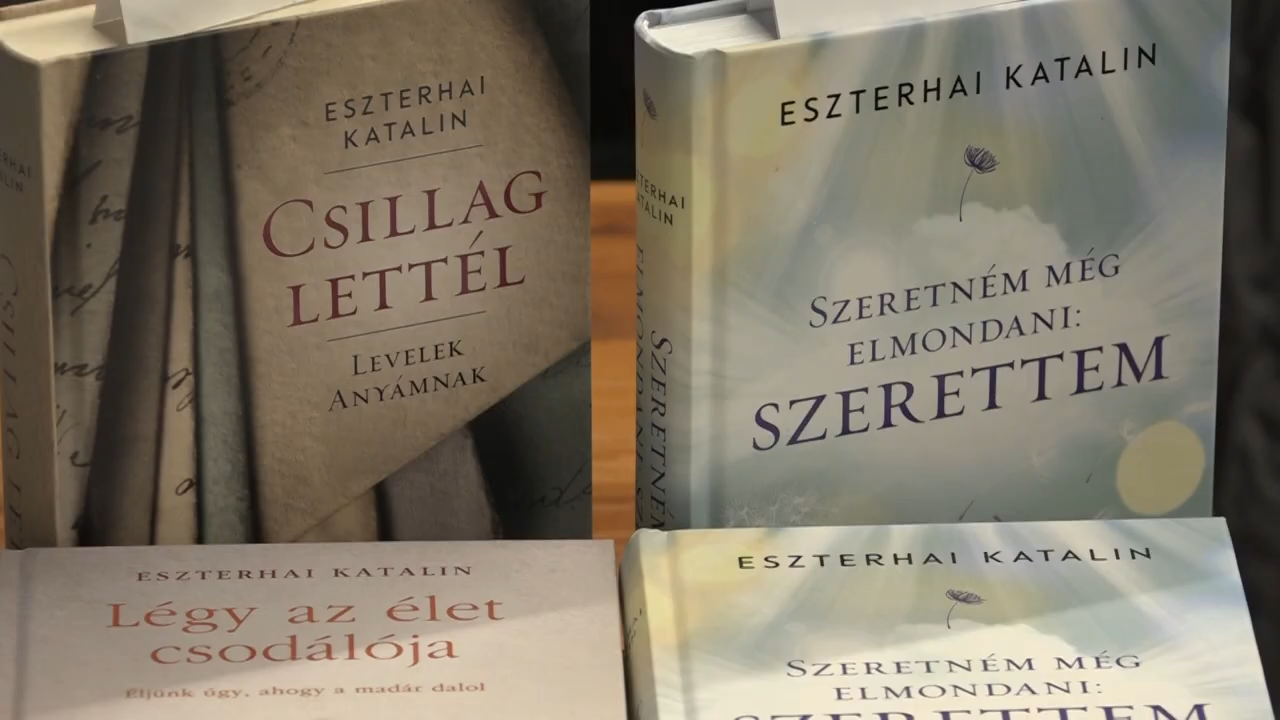 ESZTERHAI
KATALIN
CSILLAG
LETTÉL
LEVELEK
ANYÁMNAK
ESZTERHAI KATALIN
SZERETNÉM MÉG
ELMONDANI:
SZERETTEM
ESZTERHAI KATALIN
Légy az élet
csodálója
Éljünk úgy, ahogy a madár dalol
ESZTERHAI KATALIN
SZERETNÉM MÉG
ELMONDANI:
SZERETTEM